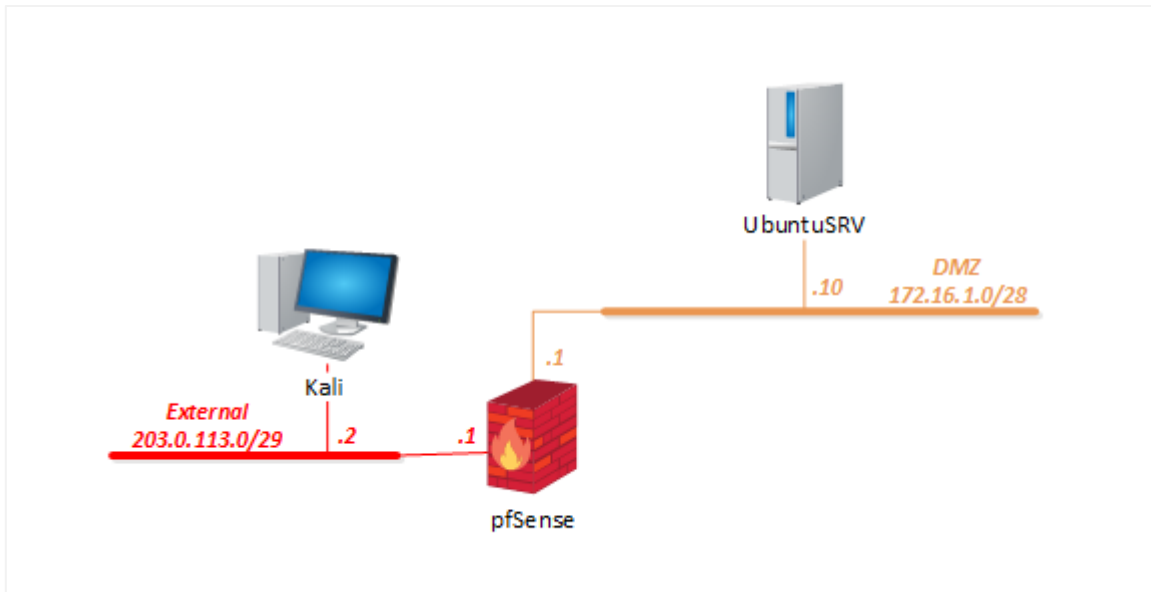 UbuntuSRV
DMZ
.10
172.16.1.0/28
.1
Kali
External
203.0.113.0/29
.2
.1
pfSense